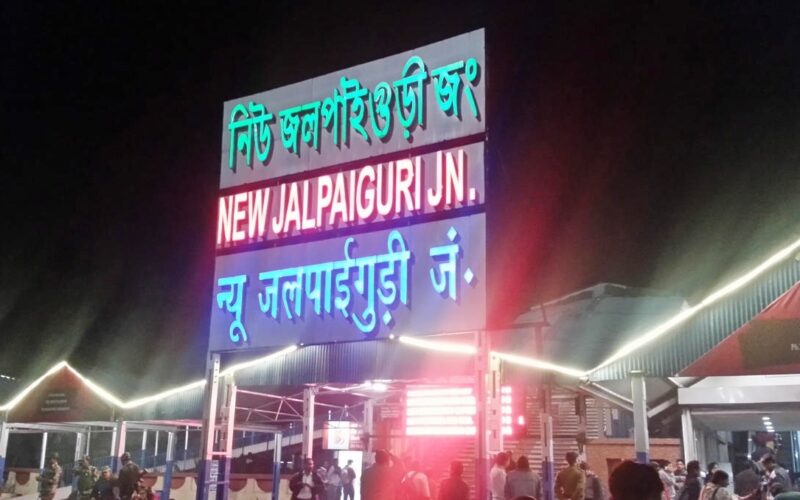 নিউ জলপাইগুড়ী জং
NEW JALPAIGURI JN.
न्यू जलपाईगुड़ी जं.